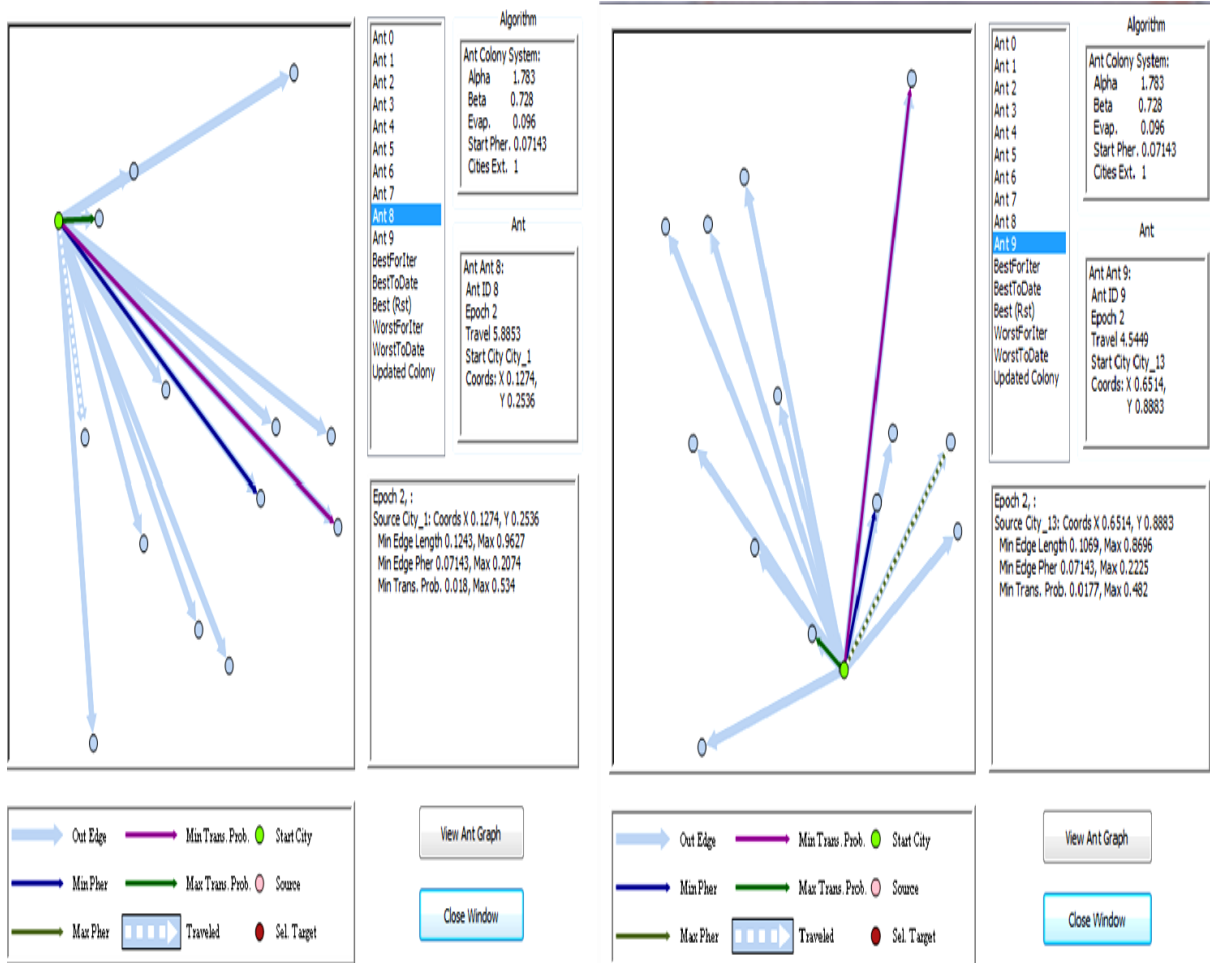 Ant 0
Ant 1
Ant 2
Ant 3
Ant 4
Ant 5
Ant 6
Ant 7
Ant 8
Ant 9
BestForIter
BestToDate
Best (Rst)
WorstForIter
WorstToDate
Updated Colony
Algorithm
Ant Colony System:
Alpha 1.783
Beta 0.728
Evap. 0.096
Start Pher. 0.07143
Cities Ext. 1
Ant
Ant Ant 8:
Ant ID 8
Epoch 2
Travel 5.8853
Start City City_1
Coords: X 0.1274,
Y 0.2536
Epoch 2, :
Source City_1: Coords X 0.1274, Y 0.2536
Min Edge Length 0.1243, Max 0.9627
Min Edge Pher 0.07143, Max 0.2074
Min Trans. Prob. 0.018, Max 0.534
Out Edge Min Trans. Prob. Start City
Min Pher Max Trans. Prob. Source
Max Pher Traveled Sel. Target
View Ant Graph
Close Window
Ant 0
Ant 1
Ant 2
Ant 3
Ant 4
Ant 5
Ant 6
Ant 7
Ant 8
Ant 9
BestForIter
BestToDate
Best (Rst)
WorstForIter
WorstToDate
Updated Colony
Algorithm
Ant Colony System:
Alpha 1.783
Beta 0.728
Evap. 0.096
Start Pher. 0.07143
Cities Ext. 1
Ant
Ant Ant 9:
Ant ID 9
Epoch 2
Travel 4.5449
Start City City_13
Coords: X 0.6514,
Y 0.8883
Epoch 2, :
Source City_13: Coords X 0.6514, Y 0.8883
Min Edge Length 0.1069, Max 0.8696
Min Edge Pher 0.07143, Max 0.2225
Min Trans. Prob. 0.0177, Max 0.482
Out Edge Min Trans. Prob. Start City
Min Pher Max Trans. Prob. Source
Max Pher Traveled Sel. Target
View Ant Graph
Close Window